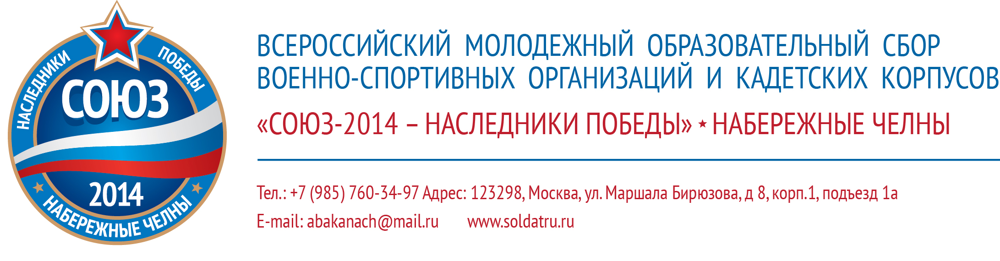 НАСЛЕДНИКИ ПОБЕДЫ
СОЮЗ
2014
НАБЕРЕЖНЫЕ ЧЕЛНЫ
ВСЕРОССИЙСКИЙ МОЛОДЕЖНЫЙ ОБРАЗОВАТЕЛЬНЫЙ СБОР
ВОЕННО-СПОРТИВНЫХ ОРГАНИЗАЦИЙ И КАДЕТСКИХ КОРПУСОВ
«СОЮЗ-2014 – НАСЛЕДНИКИ ПОБЕДЫ» ★ НАБЕРЕЖНЫЕ ЧЕЛНЫ
Тел.: +7 (985) 760-34-97 Адрес: 123298, Москва, ул. Маршала Бирюзова, д 8, корп.1, подъезд 1а
E-mail: abakanach@mail.ru www.soldatru.ru